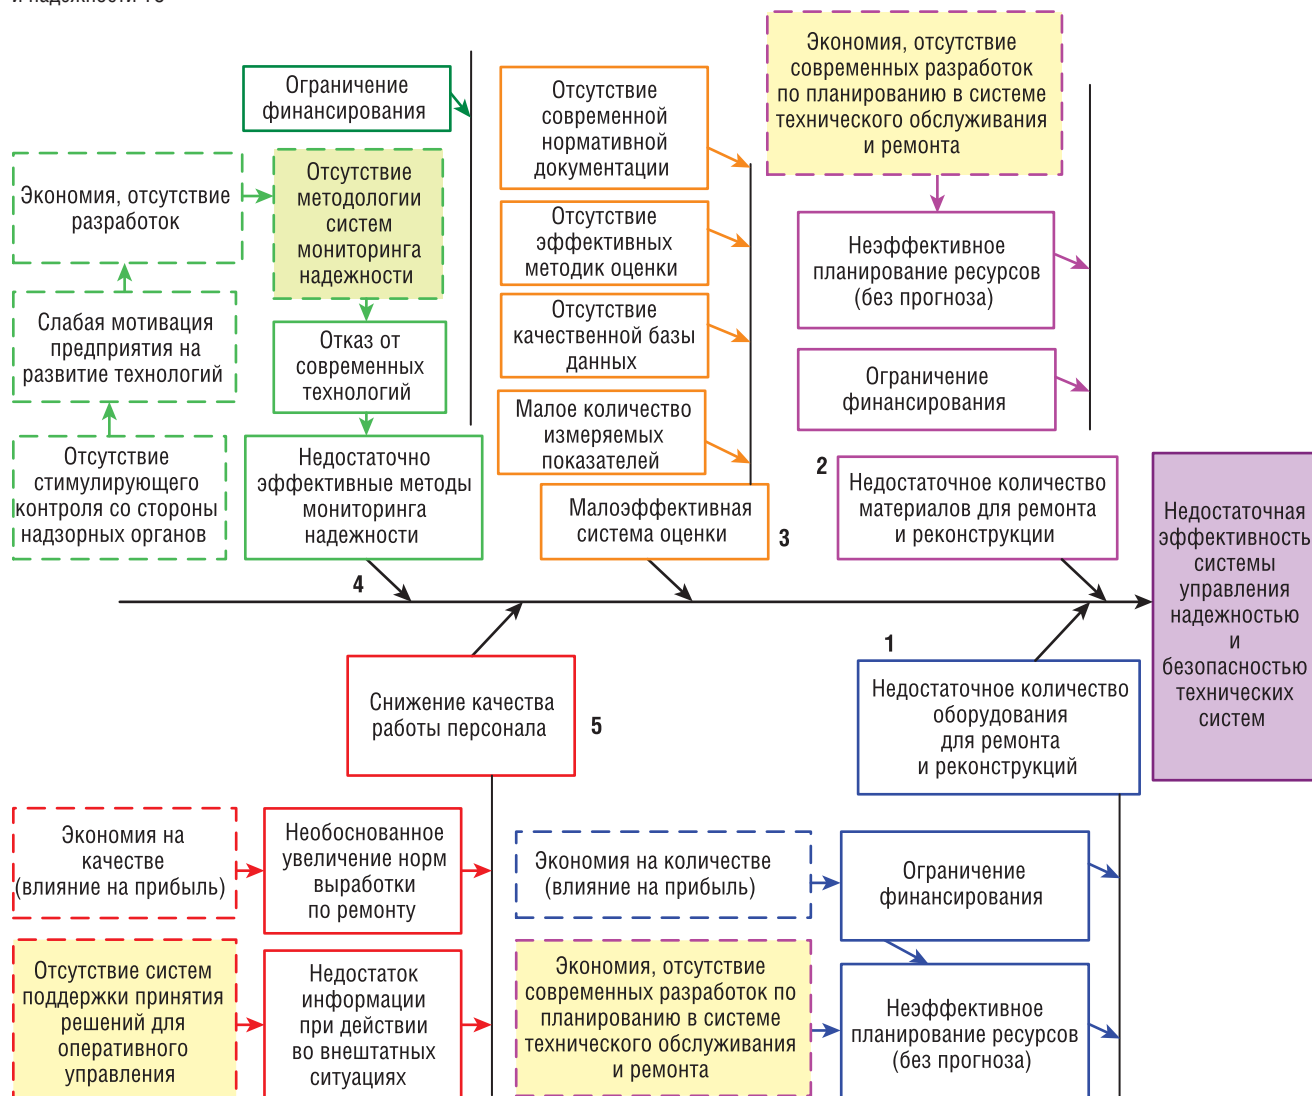 Ограничение
финансирования
Экономия, отсутствие
разработок
Отсутствие
методологии
систем
мониторинга
надежности
Слабая мотивация
предприятия на
развитие технологий
Отказ от
современных
технологий
Отсутствие
стимулирующего
контроля со стороны
надзорных органов
Недостаточно
эффективные методы
мониторинга
надежности
4
Отсутствие
современной
нормативной
документации
Отсутствие
эффективных
методик оценки
Отсутствие
качественной базы
данных
Малое количество
измеряемых
показателей
Малоэффективная
система оценки
3
Экономия, отсутствие
современных разработок
по планированию в системе
технического обслуживания
и ремонта
Неэффективное
планирование ресурсов
(без прогноза)
Ограничение
финансирования
2
Недостаточное количество
материалов для ремонта
и реконструкции
Недостаточная
эффективность
системы
управления
надежностью
и
безопасностью
технических
систем
Снижение качества
работы персонала
5
1
Недостаточное количество
оборудования
для ремонта
и реконструкций
Экономия на
качестве
(влияние на прибыль)
Необоснованное
увеличение норм
выработки
по ремонту
Отсутствие систем
поддержки принятия
решений для
оперативного
управления
Недостаток
информации
при действии
во внештатных
ситуациях
Экономия на количестве
(влияние на прибыль)
Ограничение
финансирования
Экономия, отсутствие
современных разработок по
планированию в системе
технического обслуживания
и ремонта
Неэффективное
планирование ресурсов
(без прогноза)